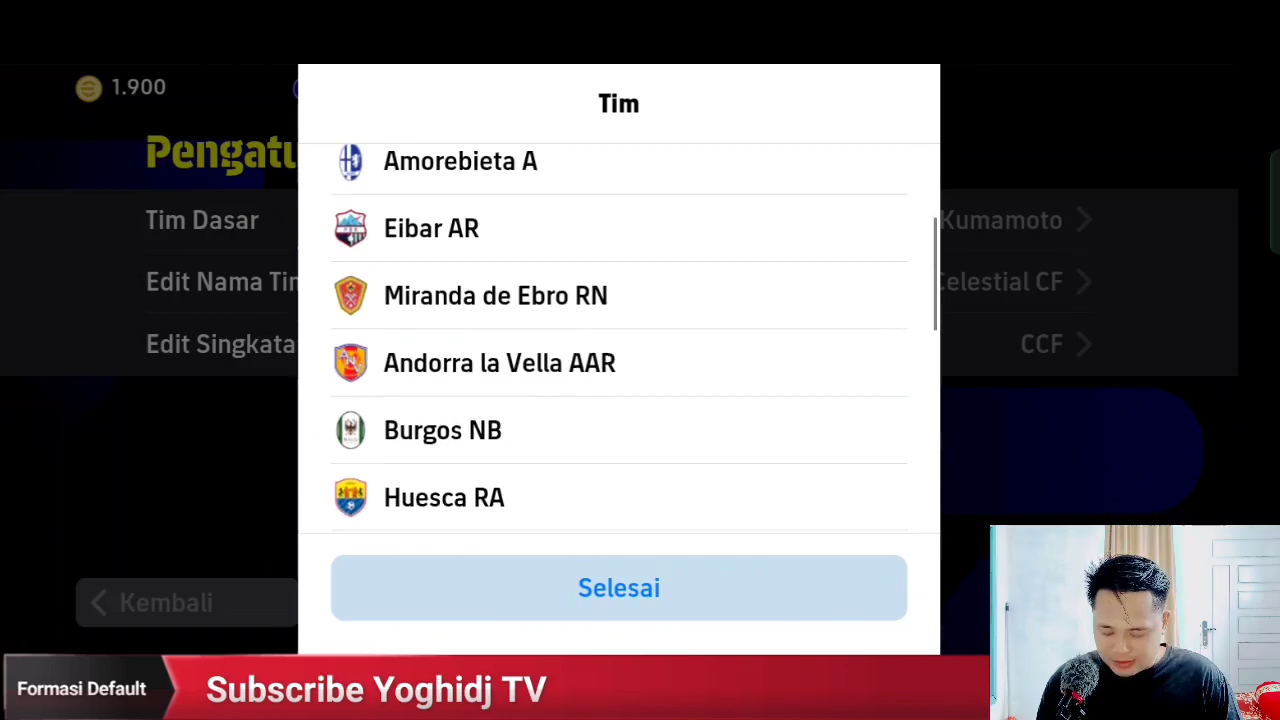 1.900
Tim
Pengatu
Amorebieta A
Tim Dasar
Eibar AR
Kumamoto
Edit Nama Tim
Miranda de Ebro RN
Celestial CF
Edit Singkata
Andorra la Vella AAR
CCF
Burgos NB
Huesca RA
Selesai
Kembali
Formasi Default
Subscribe Yoghidj TV